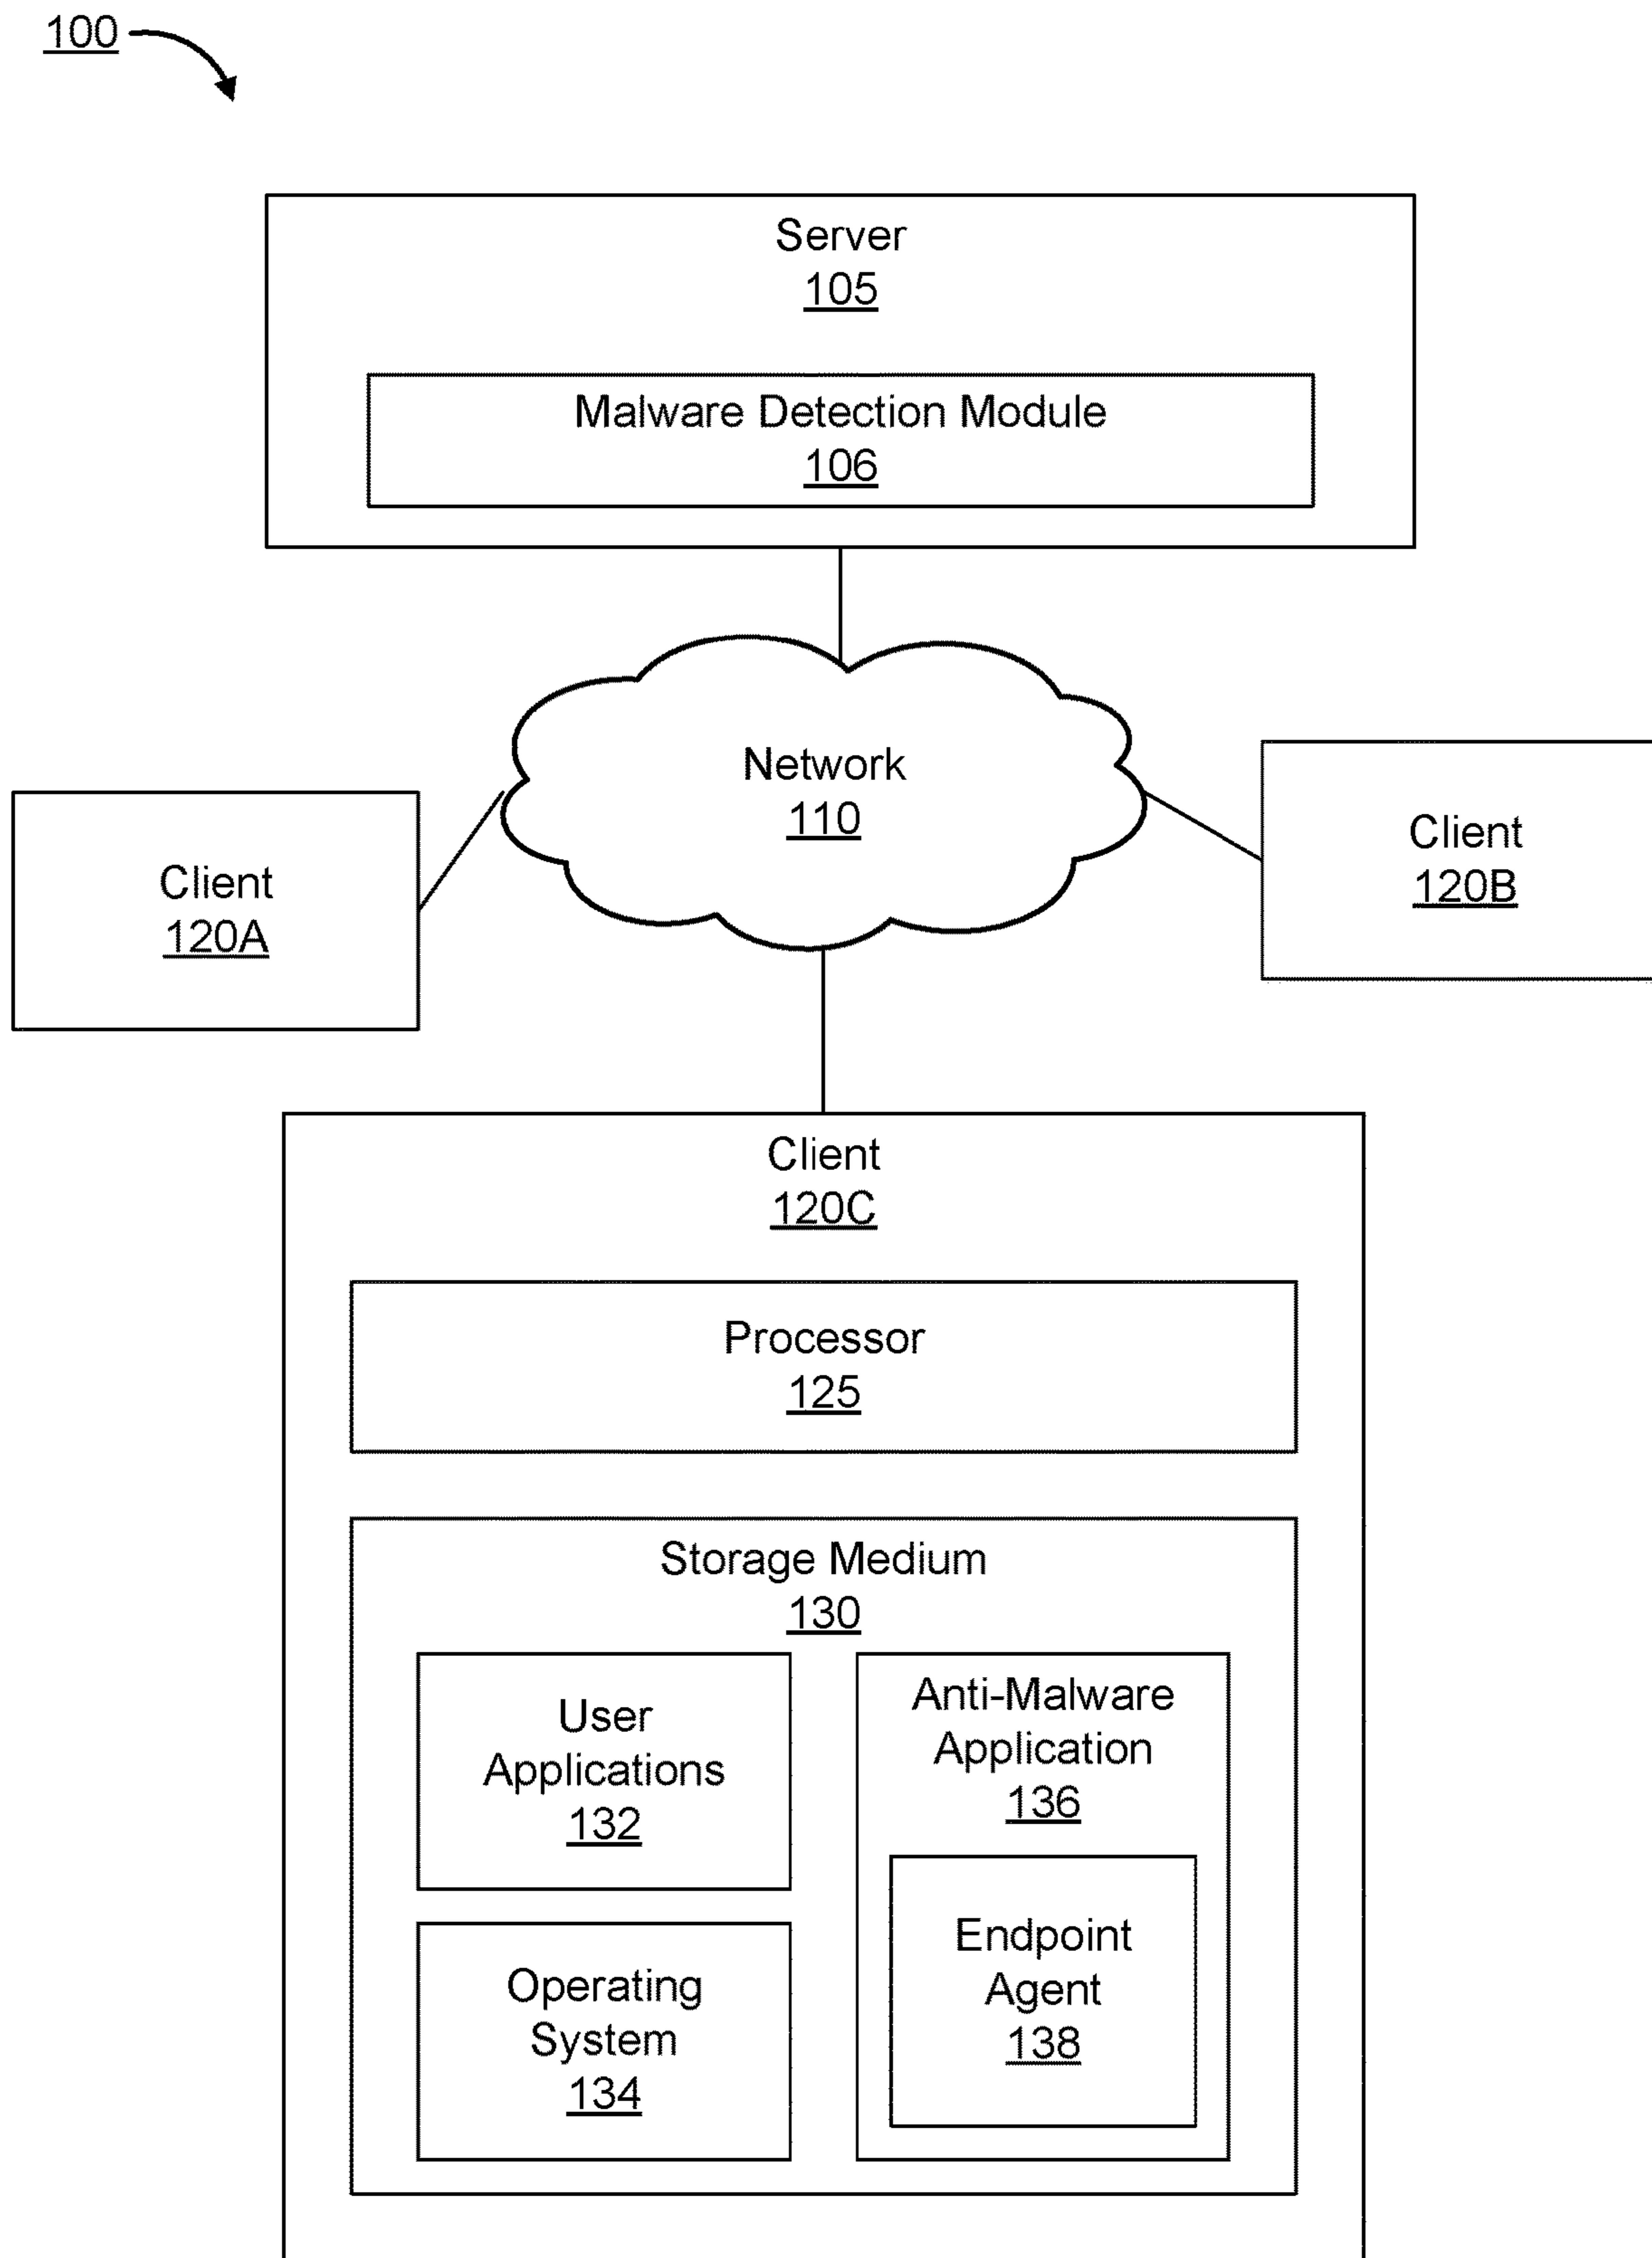 100
Server
105
Malware Detection Module
106
Network
110
Client
120A
Client
120B
Client
120C
Processor
125
Storage Medium
130
User
Applications
132
Operating
System
134
Anti-Malware
Application
136
Endpoint
Agent
138